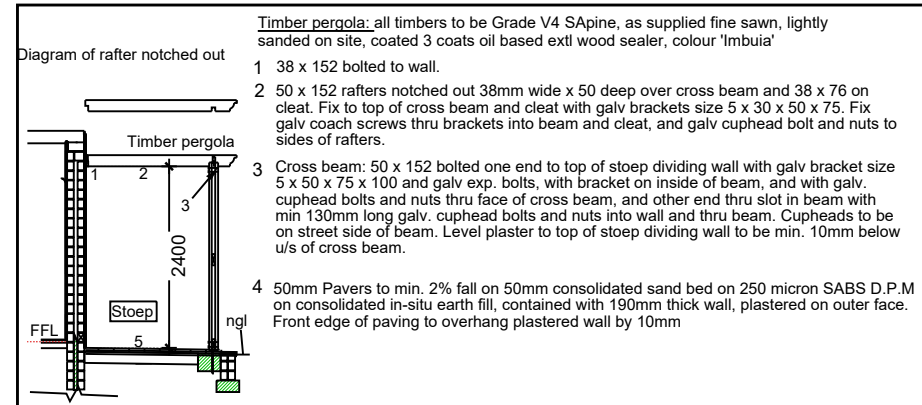 Timber pergola: all timbers to be Grade V4 SApine, as supplied fine sawn, lightly
sanded on site, coated 3 coats oil based extl wood sealer, colour 'Imbuia'
Diagram of rafter notched out
1 38 x 152 bolted to wall.
2 50 x 152 rafters notched out 38mm wide x 50 deep over cross beam and 38 x 76 on
cleat. Fix to top of cross beam and cleat with galv brackets size 5 x 30 x 50 x 75. Fix
galv coach screws thru brackets into beam and cleat, and galv cuphead bolt and nuts to
sides of rafters.
3 Cross beam: 50 x 152 bolted one end to top of stoep dividing wall with galv bracket size
5 x 50 x 75 x 100 and galv exp. bolts, with bracket on inside of beam, and with galv.
cuphead bolts and nuts thru face of cross beam, and other end thru slot in beam with
min 130mm long galv. cuphead bolts and nuts into wall and thru beam. Cupheads to be
on street side of beam. Level plaster to top of stoep dividing wall to be min. 10mm below
u/s of cross beam.
4 50mm Pavers to min. 2% fall on 50mm consolidated sand bed on 250 micron SABS D.P.M
on consolidated in-situ earth fill, contained with 190mm thick wall, plastered on outer face.
Front edge of paving to overhang plastered wall by 10mm
Timber pergola
1
2
3
2400
Stoep
ngl
FFL
5